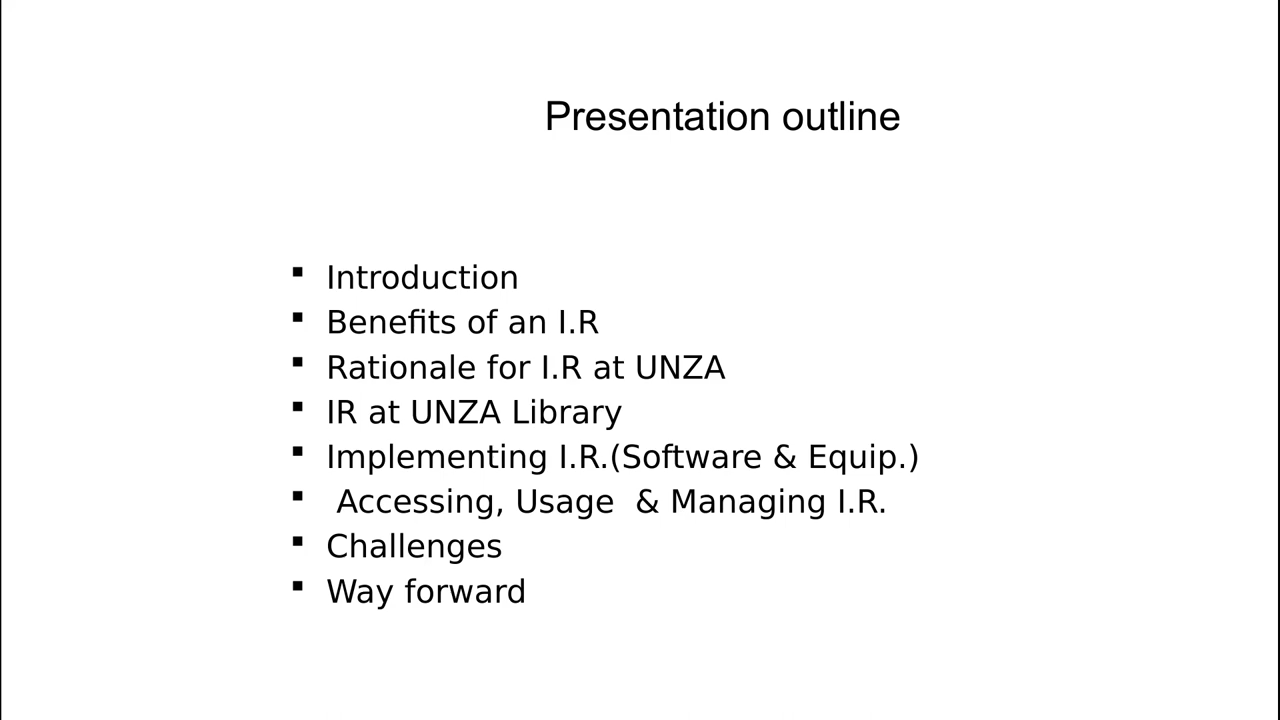 Presentation outline
▪ Introduction
▪ Benefits of an I.R
▪ Rationale for I.R at UNZA
▪ IR at UNZA Library
▪ Implementing I.R.(Software & Equip.)
▪ Accessing, Usage  & Managing I.R.
▪ Challenges
▪ Way forward